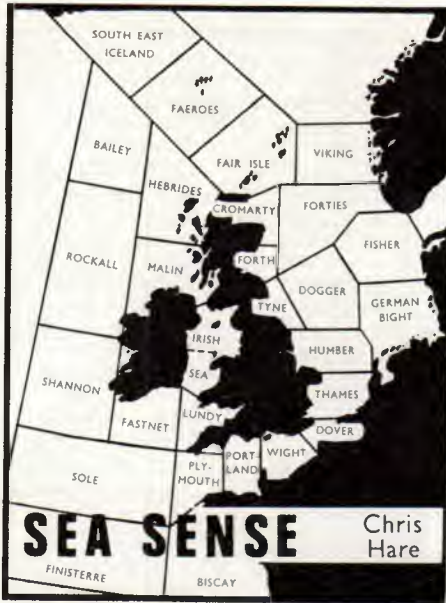 SOUTH EAST
ICELAND
FAEROES
BAILEY
FAIR ISLE
VIKING
HEBRIDES
CROMARTY
FORTIES
FISHER
ROCKALL
MALIN
FORTH
DOGGER
TYNE
GERMAN
BIGHT
IRISH
SEA
HUMBER
SHANNON
THAMES
FASTNET
LUNDY
DOVER
SOLE
PLY-
MOUTH
PORT-
LAND
WIGHT
SEA SENSE
Chris
Hare
FINISTERRE
BISCAY